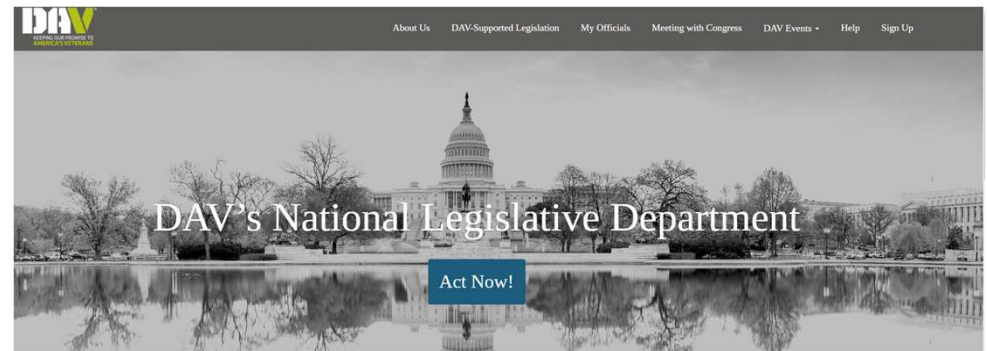 DAV
KEEPING OUR PROMISE TO
AMERICA'S VETERANS
About Us DAV-Supported Legislation My Officials Meeting with Congress DAV Events Help Sign Up
DAV's National Legislative Department
Act Now!